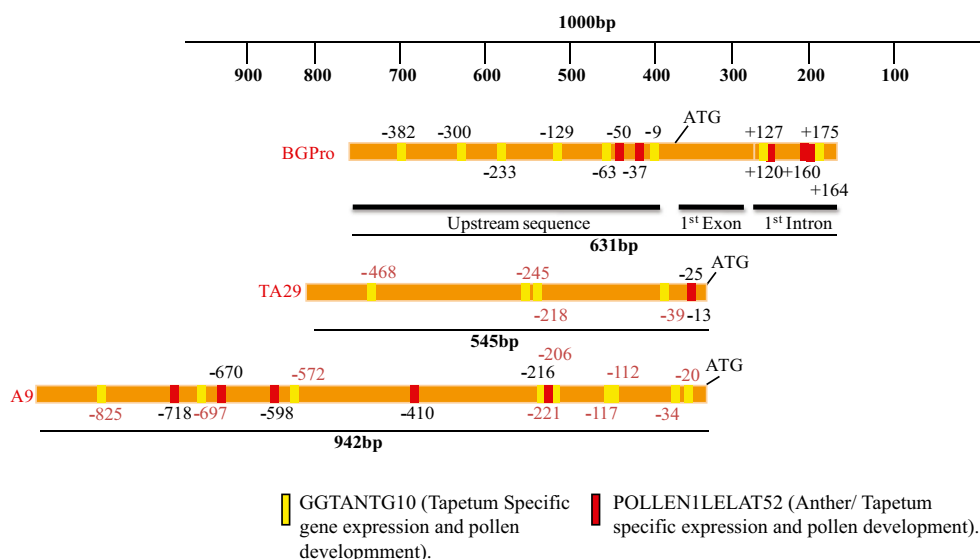 1000bp
900 800 700 600 500 400 300 200 100
ATG
-382 -300 -129 -50 -9 +127 +175
BGPro
-233 -63 -37 +120 +160
+164
Upstream sequence 1st Exon 1st Intron
631bp
ATG
-468 -245 -25
TA29
-218 -39 -13
545bp
-206
ATG
-670 -572 -216 -112 -20
A9
-825 -718 -697 -598 -410 -221 -117 -34
942bp
GGTANTG10 (Tapetum Specific
gene expression and pollen
developmment).
POLLEN1LELAT52 (Anther/ Tapetum
specific expression and pollen development).